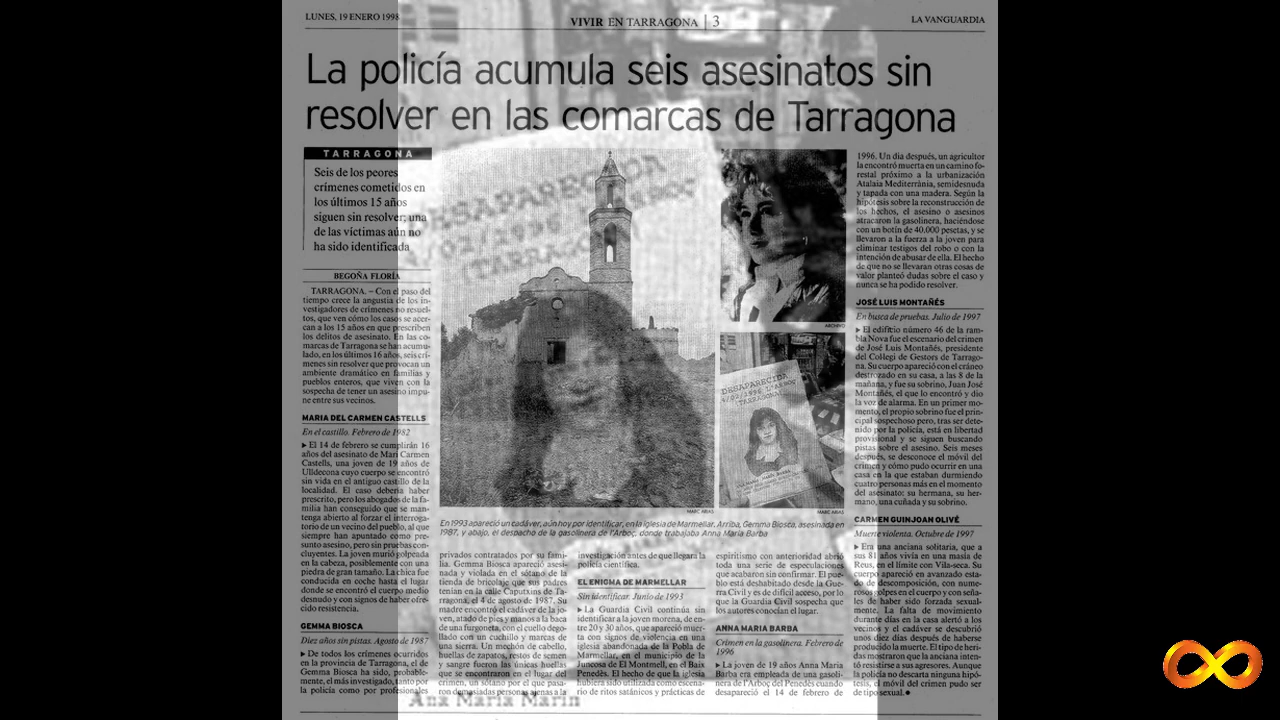 LUNES, 19 ENERO 1998
VIVIR EN TARRAGONA | 3
LA VANGUARDIA
La policía acumula seis asesinatos sin
resolver en las comarcas de Tarragona
TARRAGONA
Seis de los peores
crímenes cometidos en
los últimos 15 años
siguen sin resolver; una
de las víctimas aún no
ha sido identificada
BEGOÑA FLORÍA
TARRAGONA. – Con el paso del
tiempo crece la angustia de los in-
vestigadores de crímenes no resuel-
tos, que ven cómo los casos se acer-
can a los 15 años en que prescriben
los delitos de asesinato. En las co-
marcas de Tarragona se han acumu-
lado, en los últimos 16 años, seis crí-
menes sin resolver que provocan un
ambiente dramático en familias y
pueblos enteros, que viven con la
sospecha de tener un asesino impu-
ne entre sus vecinos.
MARIA DEL CARMEN CASTELLS
En el castillo. Febrero de 1982
▶ El 14 de febrero se cumplirán 16
años del asesinato de Mari Carmen
Castells, una joven de 19 años de
Ulldecona cuyo cuerpo se encontró
sin vida en el antiguo castillo de la
localidad. El caso debería haber
prescrito, pero los abogados de la fa-
milia han conseguido que se man-
tenga abierto al forzar el interroga-
torio de un vecino del pueblo, al que
siempre han apuntado como pre-
sunto asesino, pero sin pruebas con-
cluyentes. La joven murió golpeada
en la cabeza, posiblemente con una
piedra de gran tamaño. La chica fue
conducida en coche hasta el lugar
donde se encontró el cuerpo medio
desnudo y con signos de haber ofre-
cido resistencia.
GEMMA BIOSCA
Diez años sin pistas. Agosto de 1987
▶ De todos los crímenes ocurridos
en la provincia de Tarragona, el de
Gemma Biosca ha sido, probable-
mente, el más investigado, tanto por
la policía como por profesionales
ARCHIVO
DESAPARECIDA
MARC ARIAS
MARC ARIAS
En 1993 apareció un cadáver, aún hoy por identificar, en la iglesia de Marmellar. Arriba, Gemma Biosca, asesinada en
1987, y abajo, el despacho de la gasolinera de l'Arboç, donde trabajaba Anna Maria Barba
privados contratados por su fami-
lia. Gemma Biosca apareció asesi-
nada y violada en el sótano de la
tienda de bricolaje que sus padres
tenían en la calle Caputxins de Ta-
rragona, el 4 de agosto de 1987. Su
madre encontró el cadáver de la jo-
ven, atado de pies y manos a la baca
de una furgoneta, con el cuello dego-
llado con un cuchillo y marcas de
una sierra. Un mechón de cabello,
huellas de zapatos, restos de semen
y sangre fueron las únicas huellas
que se encontraron en el lugar del
crimen, un sótano por el que pasa-
ron demasiadas personas ajenas a la
investigación antes de que llegara la
policía científica.
EL ENIGMA DE MARMELLAR
Sin identificar. Junio de 1993
▶ La Guardia Civil continúa sin
identificar a la joven morena, de en-
tre 20 y 30 años, que apareció muer-
ta con signos de violencia en una
iglesia abandonada de la Pobla de
Marmellar, en el municipio de la
Juncosa de El Montmell, en el Baix
Penedès. El hecho de que la iglesia
hubiera sido utilizada como escena-
rio de ritos satánicos y prácticas de
espiritismo con anterioridad abrió
toda una serie de especulaciones
que acabaron sin confirmar. El pue-
blo está deshabitado desde la Gue-
rra Civil y es de difícil acceso, por lo
que la Guardia Civil sospecha que
los autores conocían el lugar.
ANNA MARIA BARBA
Crimen en la gasolinera. Febrero de
1996
▶ La joven de 19 años Anna Maria
Barba era empleada de una gasoli-
nera de l'Arboç del Penedès cuando
desapareció el 14 de febrero de
1996. Un día después, un agricultor
la encontró muerta en un camino fo-
restal próximo a la urbanización
Atalaia Mediterrània, semidesnuda
y tapada con una madera. Según la
hipótesis sobre la reconstrucción de
los hechos, el asesino o asesinos
atracaron la gasolinera, haciéndose
con un botín de 40.000 pesetas, y se
llevaron a la fuerza a la joven para
eliminar testigos del robo o con la
intención de abusar de ella. El hecho
de que no se llevaran otras cosas de
valor planteó dudas sobre el caso y
nunca se ha podido resolver.
JOSÉ LUIS MONTAÑÉS
En busca de pruebas. Julio de 1997
▶ El edificio número 46 de la ram-
bla Nova fue el escenario del crimen
de José Luis Montañés, presidente
del Col·legi de Gestors de Tarrago-
na. Su cuerpo apareció con el cráneo
destrozado en su casa, a las 8 de la
mañana, y fue su sobrino, Juan José
Montañés, el que lo encontró y dio
la voz de alarma. En un primer mo-
mento, el propio sobrino fue el prin-
cipal sospechoso pero, tras ser dete-
nido por la policía, está en libertad
provisional y se siguen buscando
pistas sobre el asesino. Seis meses
después, se desconoce el móvil del
crimen y cómo pudo ocurrir en una
casa en la que estaban durmiendo
cuatro personas más en el momento
del asesinato: su hermana, su her-
mano, una cuñada y su sobrino.
CARMEN GUINJOAN OLIVÉ
Muerte violenta. Octubre de 1997
▶ Era una anciana solitaria, que a
sus 81 años vivía en una masía de
Reus, en el límite con Vila-seca. Su
cuerpo apareció en avanzado esta-
do de descomposición, con nume-
rosos golpes en el cuerpo y con seña-
les de haber sido forzada sexual-
mente. La falta de movimiento
durante días en la casa alertó a los
vecinos y el cadáver se descubrió
unos diez días después de haberse
producido la muerte. El tipo de heri-
das mostraron que la anciana inten-
tó resistirse a sus agresores. Aunque
la policía no descarta ninguna hipó-
tesis, el móvil del crimen pudo ser
de tipo sexual.●
Ana Maria Marin